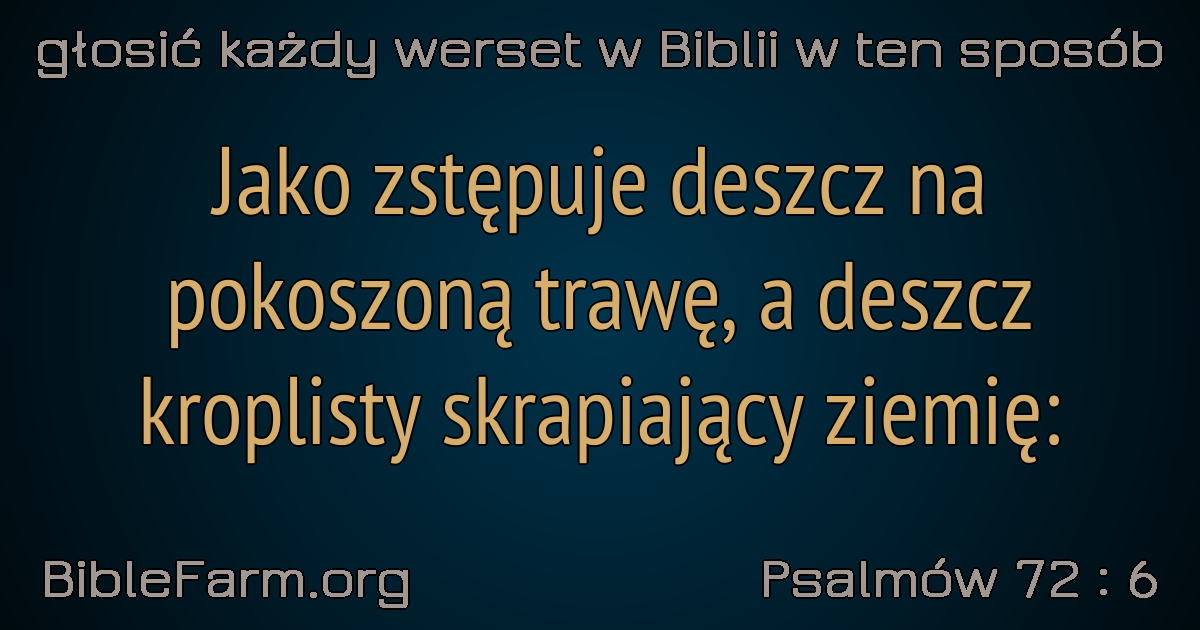 głosić każdy werset w Biblii w ten sposób
Jako zstępuje deszcz na
pokoszoną trawę, a deszcz
kroplisty skrapiający ziemię:
BibleFarm.org
Psalmów 72 : 6